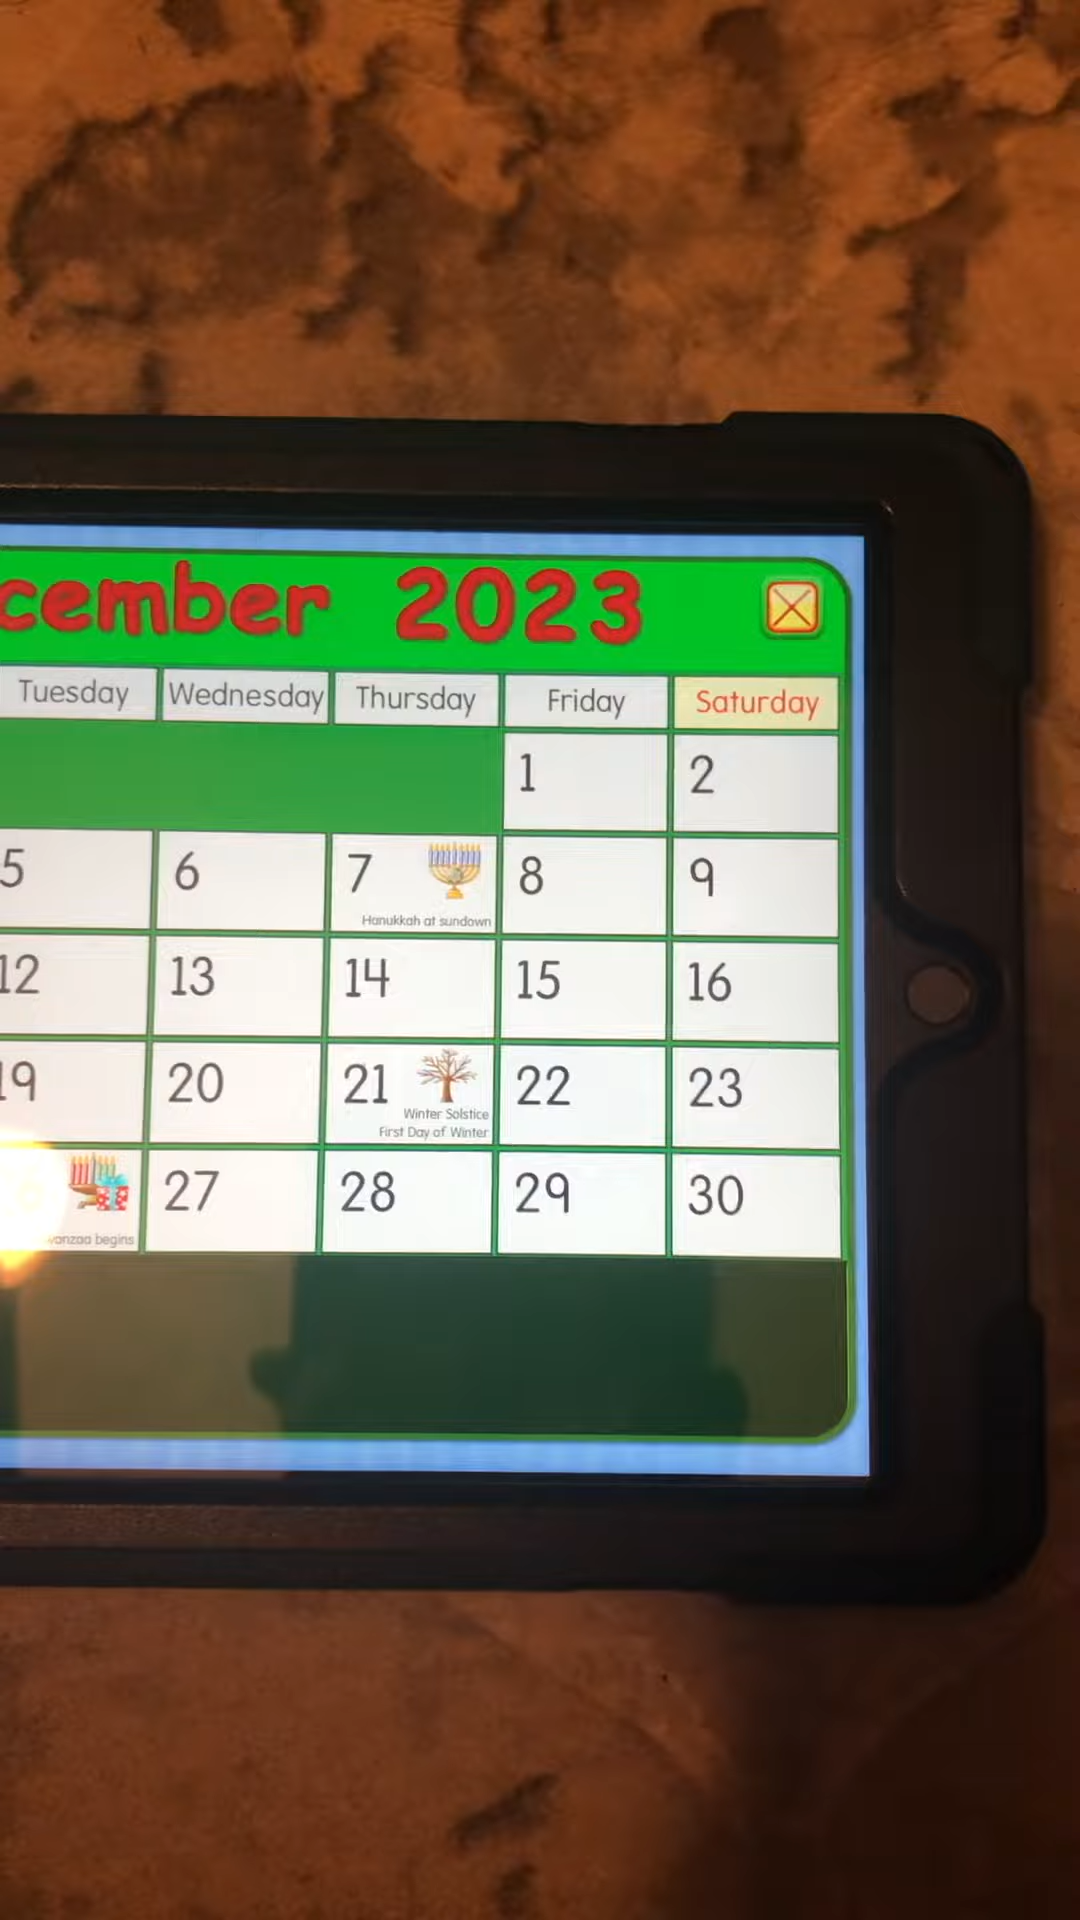 2023
Tuesday Wednesday Thursday Friday Saturday
1 2
5 6 7 8 9
Hanukkah at sundown
12 13 14 15 16
19 20 21 22 23
Winter Solstice
First Day of Winter
27 28 29 30
begins